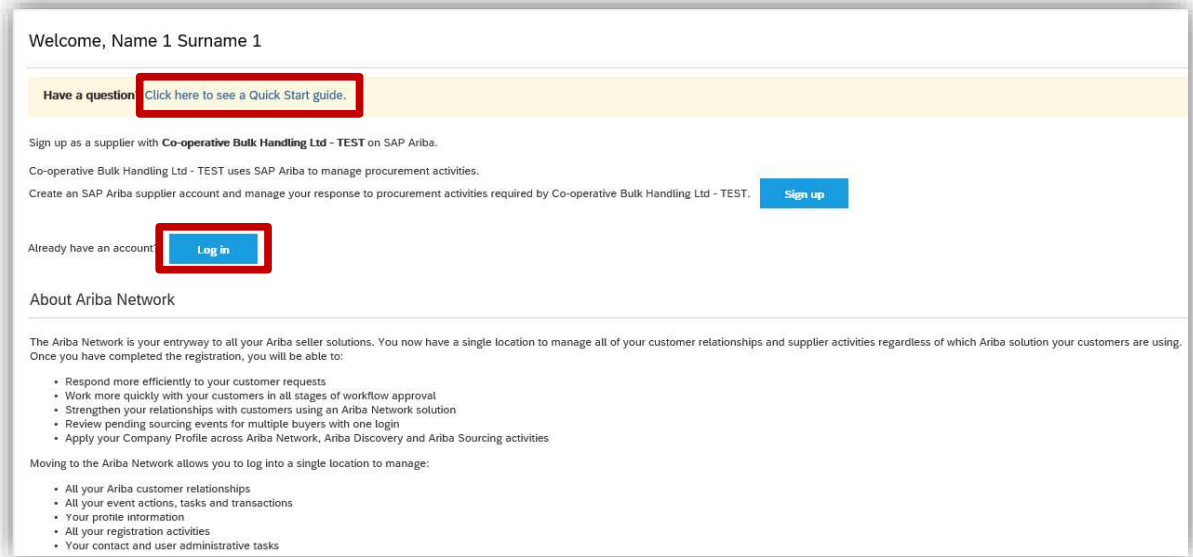 Welcome, Name 1 Surname 1
Have a question? Click here to see a Quick Start guide.
Sign up as a supplier with Co-operative Bulk Handling Ltd - TEST on SAP Ariba.
Co-operative Bulk Handling Ltd - TEST uses SAP Ariba to manage procurement activities.
Create an SAP Ariba supplier account and manage your response to procurement activities required by Co-operative Bulk Handling Ltd - TEST. Sign up
Already have an account? Log in
About Ariba Network
The Ariba Network is your entryway to all your Ariba seller solutions. You now have a single location to manage all of your customer relationships and supplier activities regardless of which Ariba solution your customers are using.
Once you have completed the registration, you will be able to:
• Respond more efficiently to your customer requests
• Work more quickly with your customers in all stages of workflow approval
• Strengthen your relationships with customers using an Ariba Network solution
• Review pending sourcing events for multiple buyers with one login
• Apply your Company Profile across Ariba Network, Ariba Discovery and Ariba Sourcing activities
Moving to the Ariba Network allows you to log into a single location to manage:
• All your Ariba customer relationships
• All your event actions, tasks and transactions
• Your profile information
• All your registration activities
• Your contact and user administrative tasks